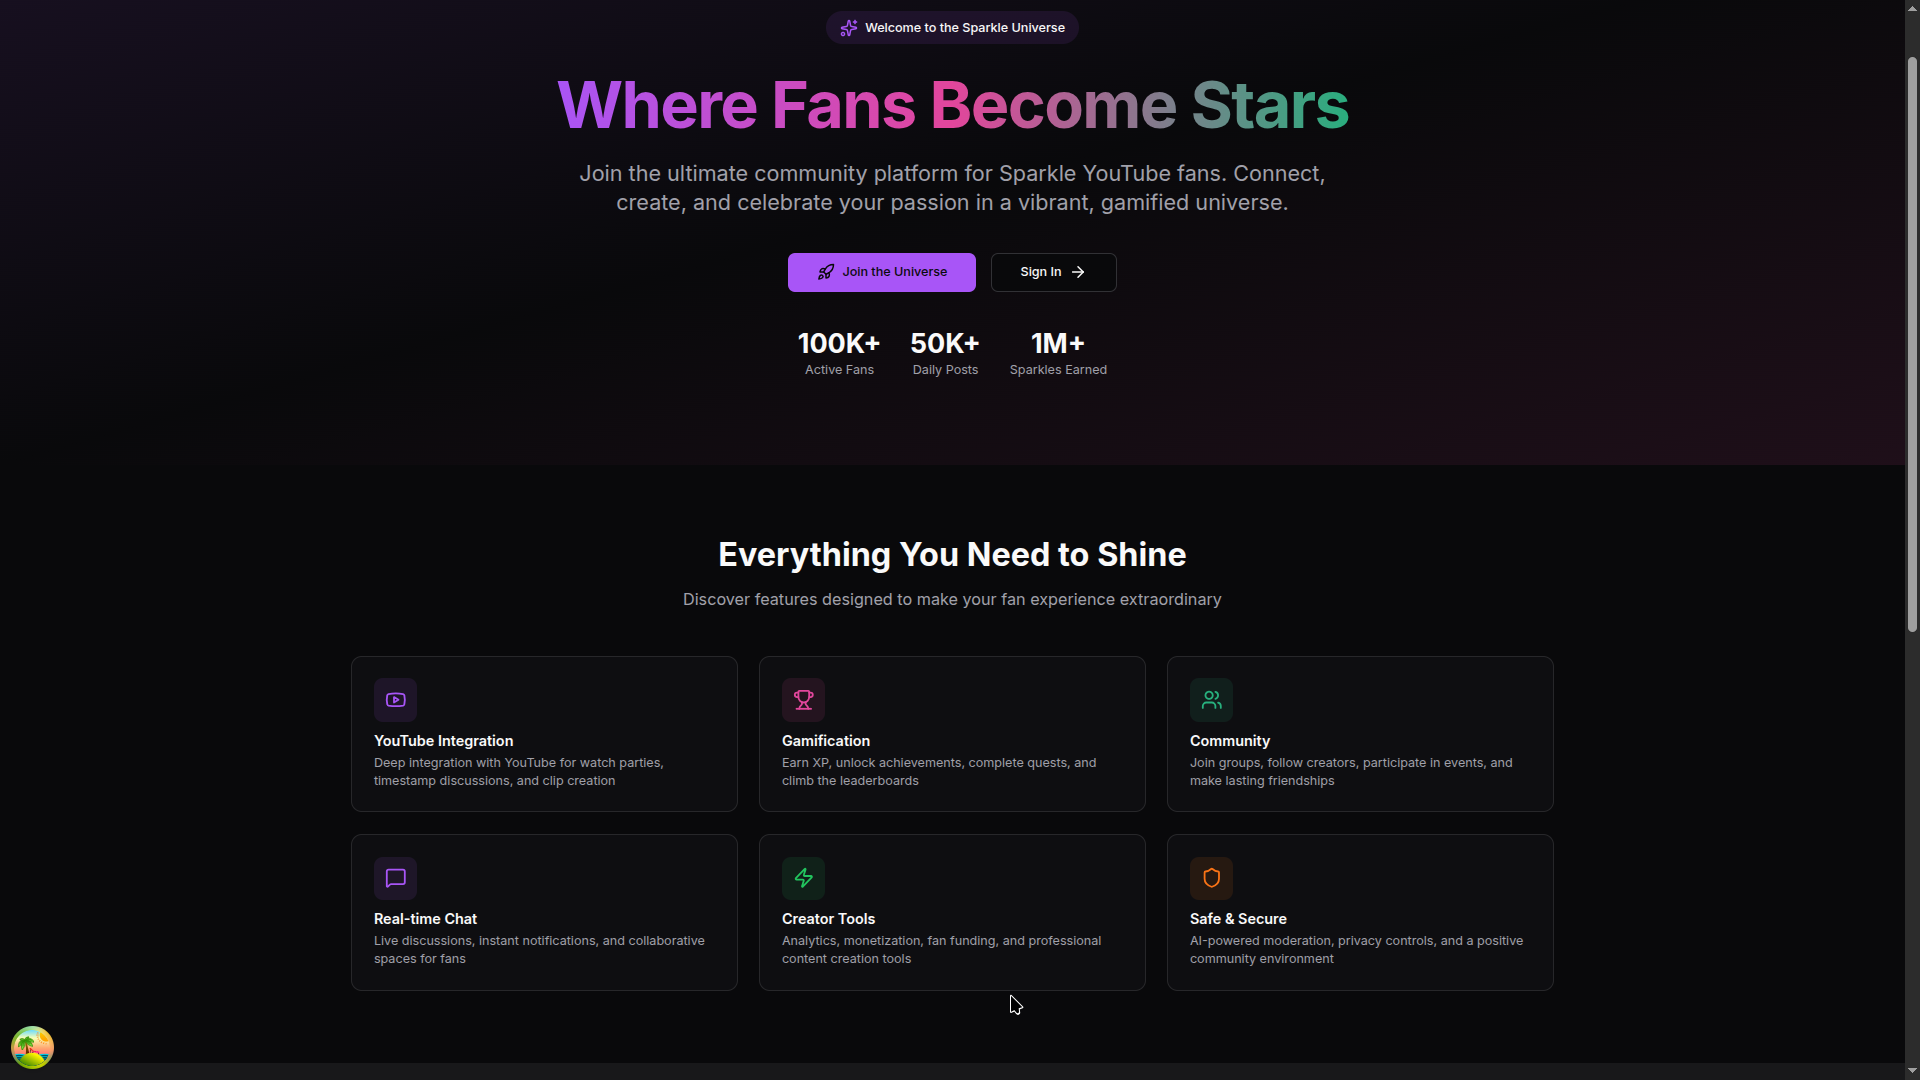 Welcome to the Sparkle Universe
Where Fans Become Stars
Join the ultimate community platform for Sparkle YouTube fans. Connect,
create, and celebrate your passion in a vibrant, gamified universe.
Join the Universe
Sign In
100K+
Active Fans
50K+
Daily Posts
1M+
Sparkles Earned
Everything You Need to Shine
Discover features designed to make your fan experience extraordinary
YouTube Integration
Deep integration with YouTube for watch parties,
timestamp discussions, and clip creation
Gamification
Earn XP, unlock achievements, complete quests, and
climb the leaderboards
Community
Join groups, follow creators, participate in events, and
make lasting friendships
Real-time Chat
Live discussions, instant notifications, and collaborative
spaces for fans
Creator Tools
Analytics, monetization, fan funding, and professional
content creation tools
Safe & Secure
AI-powered moderation, privacy controls, and a positive
community environment